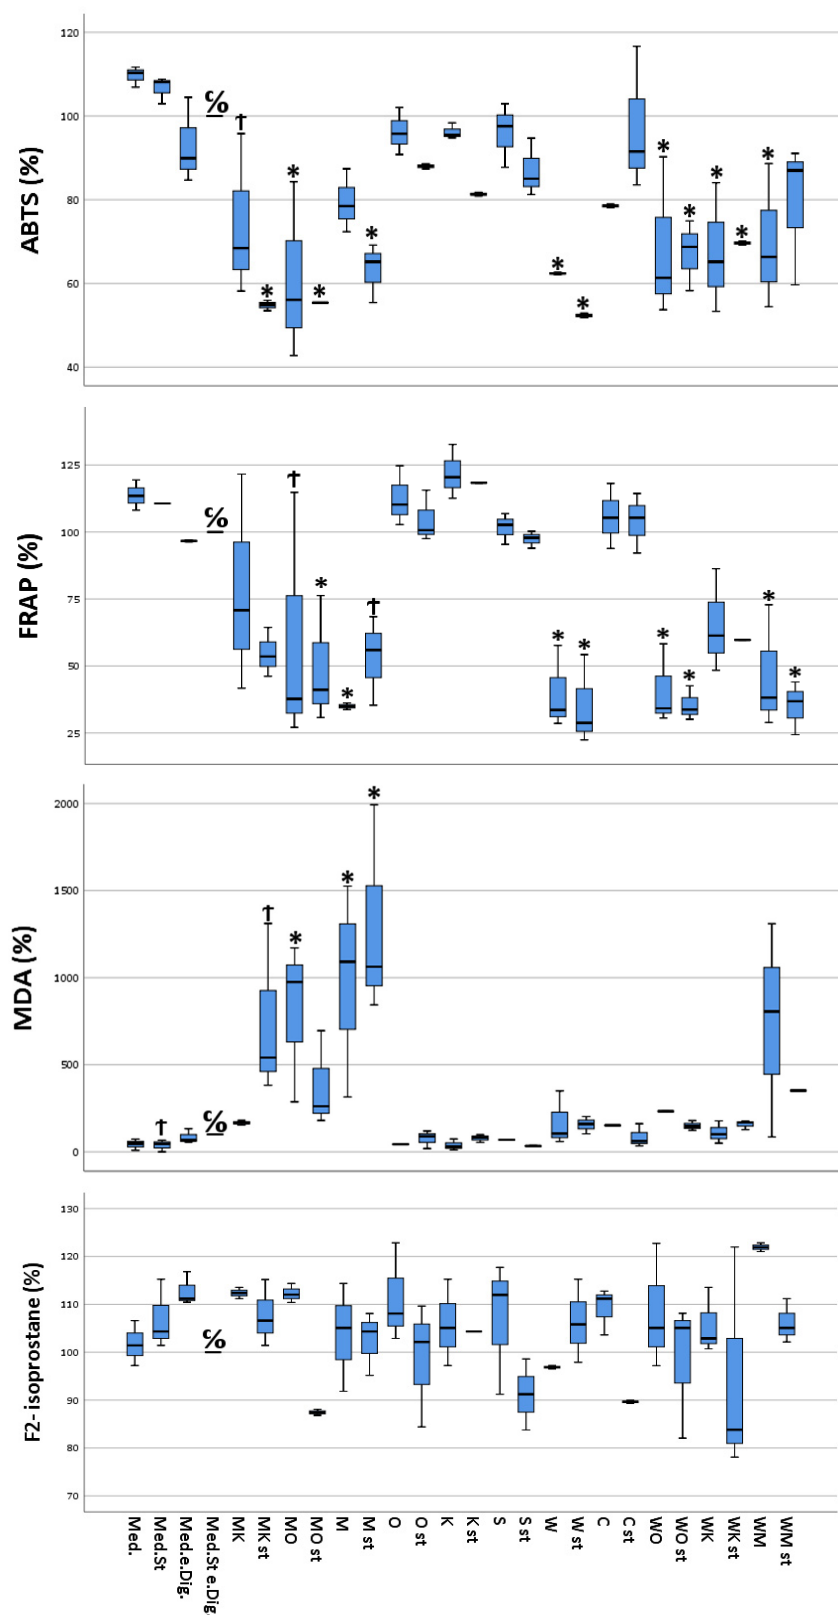 ABTS (%)
120
100
80
60
40
℅
†
*
*
*
*
*
*
*
*
*
*
*
FRAP (%)
125
100
75
50
25
℅
†
*
*
†
*
*
*
*
*
*
MDA (%)
2000
1500
1000
500
0
†
℅
†
*
*
*
F2- isoprostane (%)
130
120
110
100
90
80
70
℅
Med.
Med.St
Med.e.Dig.
Med.St e.Dig
MK
MK st
MO
MO st
M
M st
O
O st
K
K st
S
S st
W
W st
C
C st
WO
WO st
WK
WK st
WM
WM st